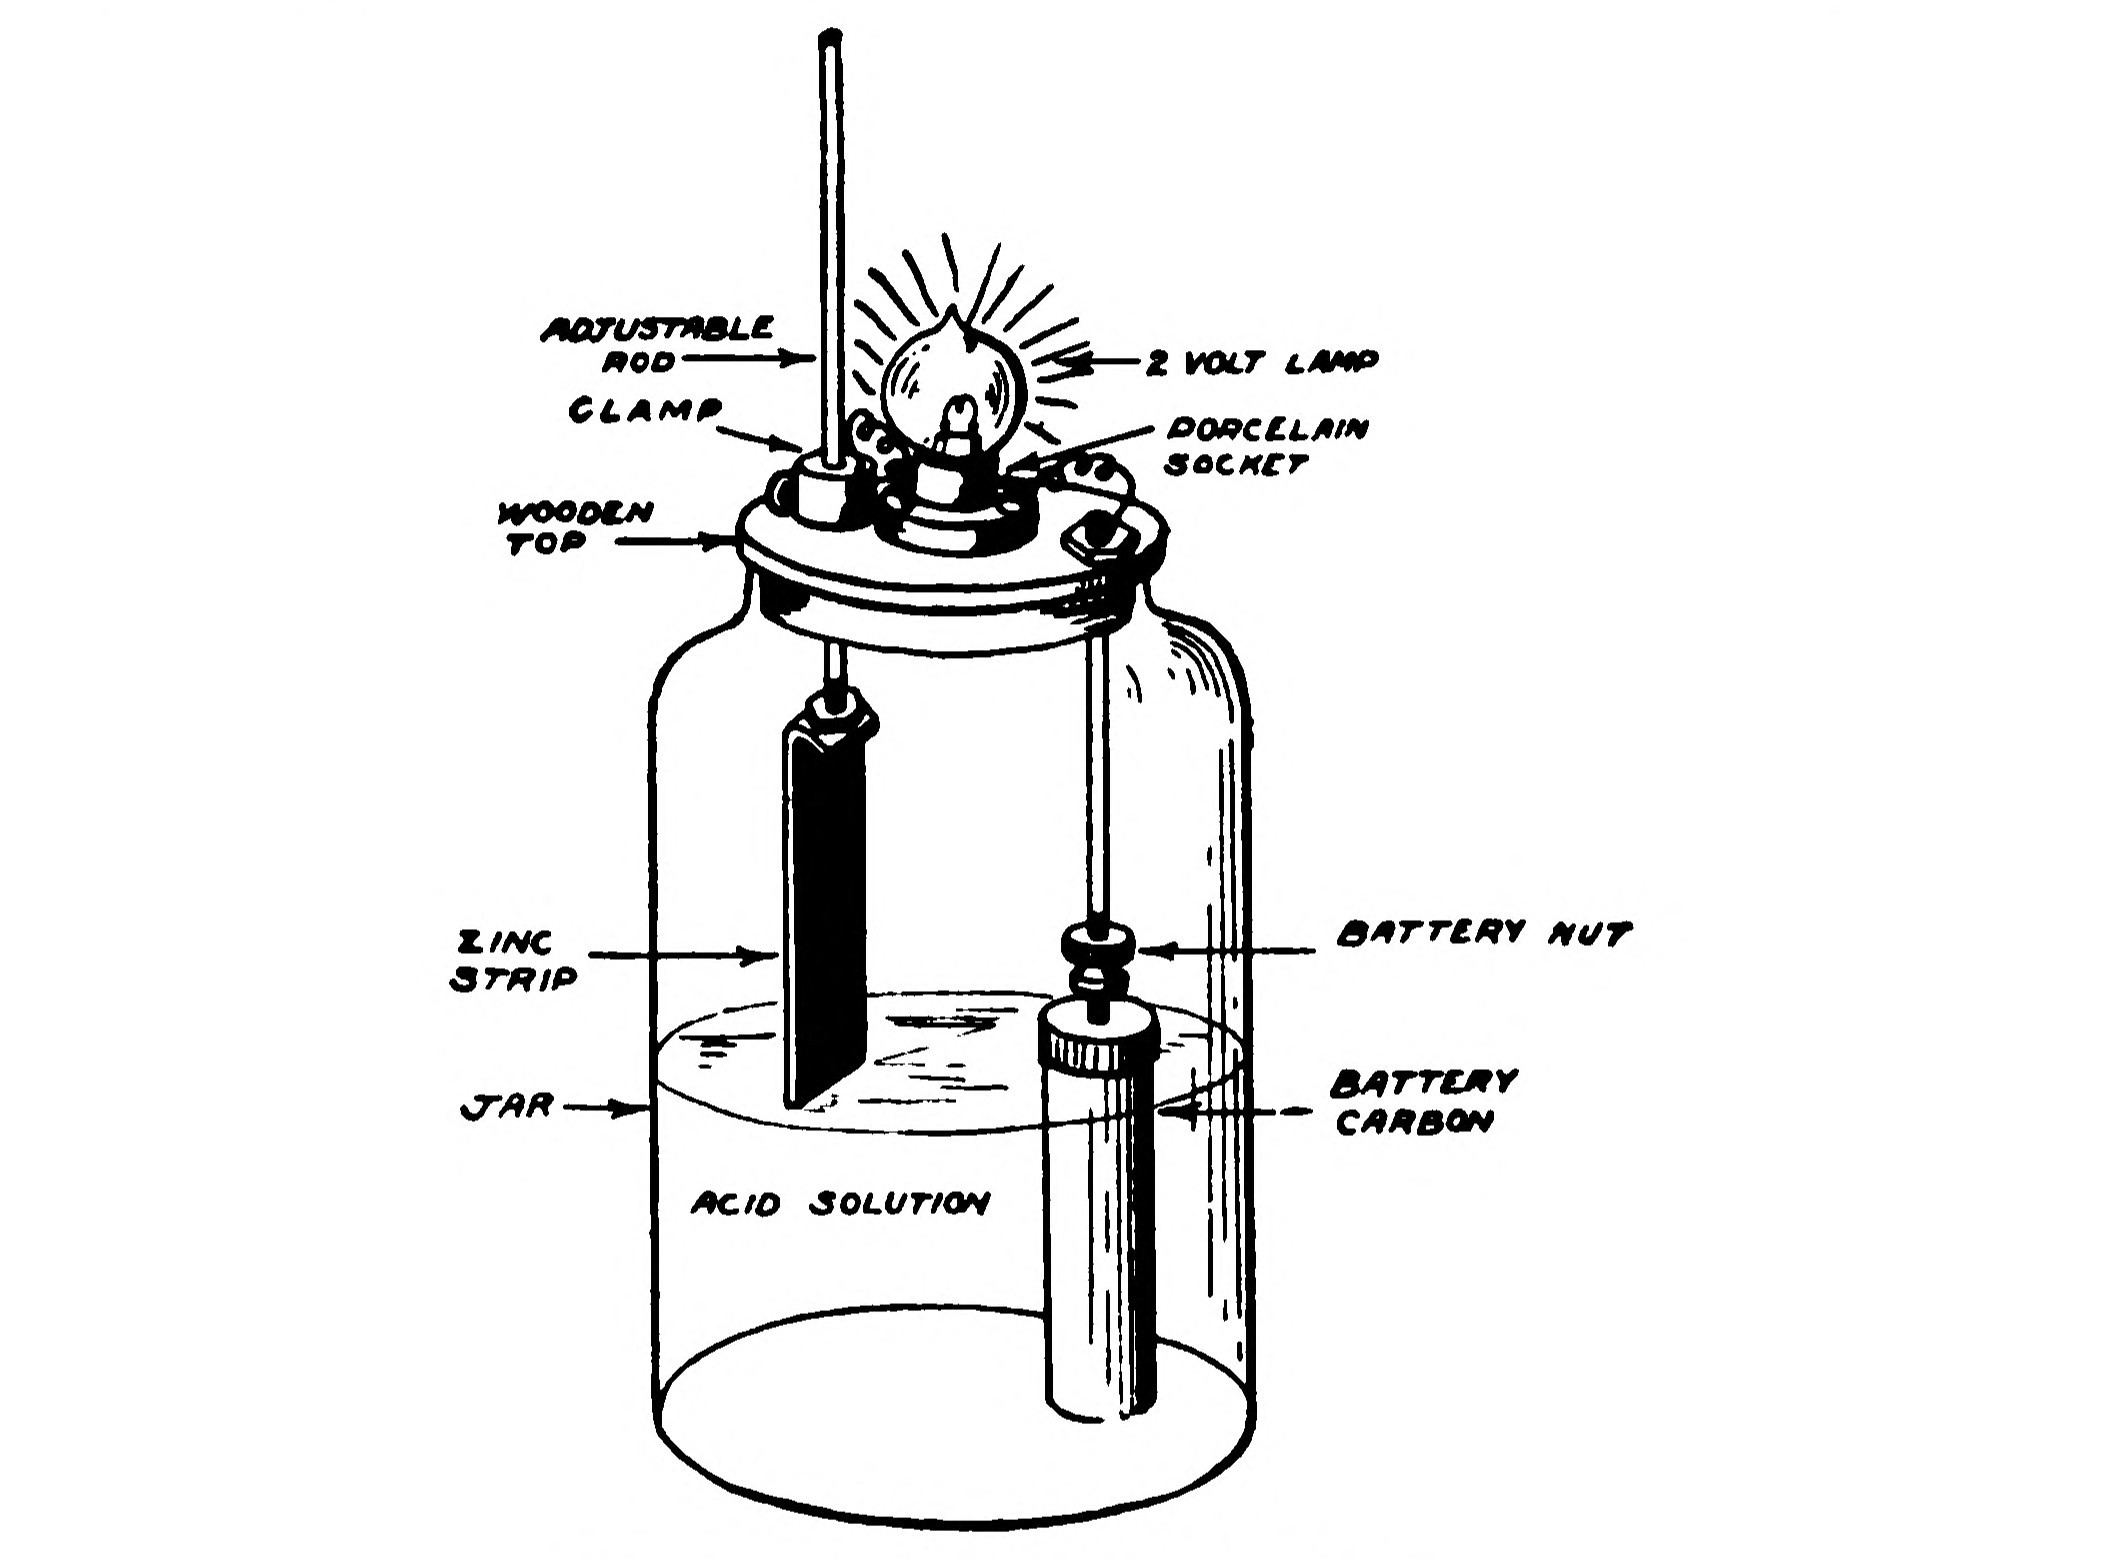 ADJUSTABLE
ROD
2 VOLT LAMP
CLAMP
PORCELAIN
SOCKET
WOODEN
TOP
ZINC
STRIP
BATTERY NUT
JAR
BATTERY
CARBON
ACID SOLUTION